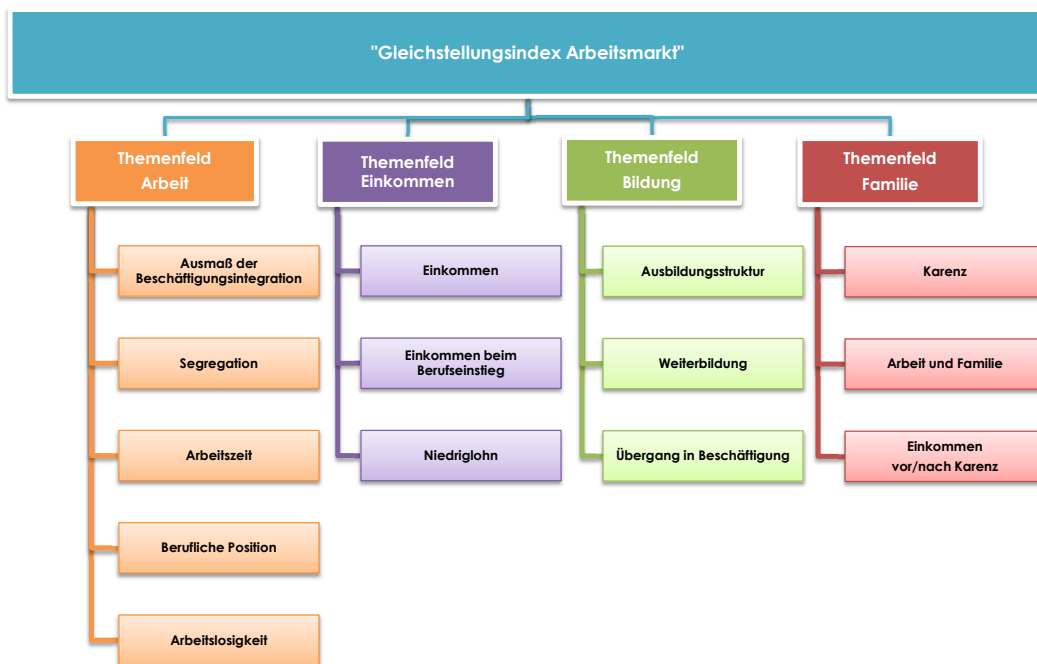 "Gleichstellungsindex Arbeitsmarkt"
Themenfeld
Arbeit
Ausmaß der
Beschäftigungsintegration
Segregation
Arbeitszeit
Berufliche Position
Arbeitslosigkeit
Themenfeld
Einkommen
Einkommen
Einkommen beim
Berufseinstieg
Niedriglohn
Themenfeld
Bildung
Ausbildungsstruktur
Weiterbildung
Übergang in Beschäftigung
Themenfeld
Familie
Karenz
Arbeit und Familie
Einkommen
vor/nach Karenz